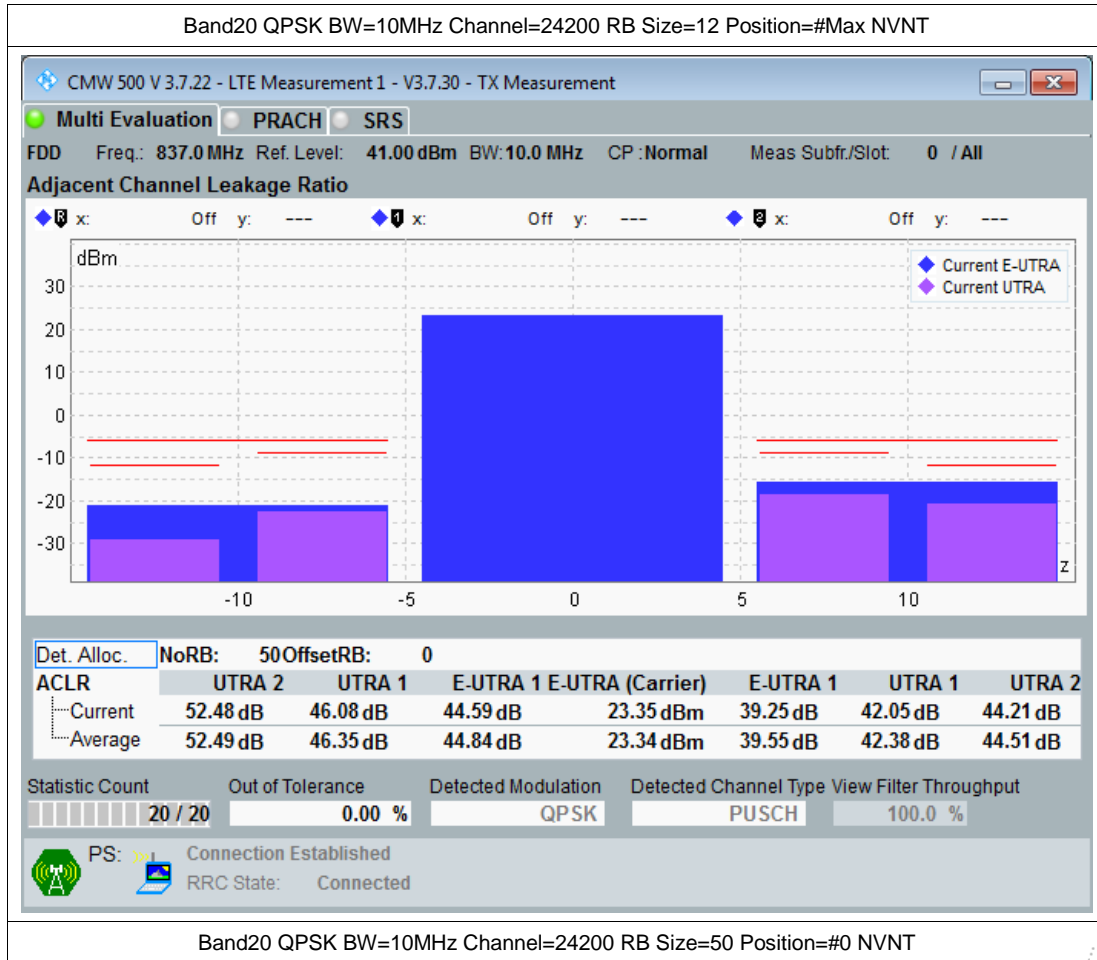 Band20 QPSK BW=10MHz Channel=24200 RB Size=12 Position=#Max NVNT
CMW 500 V 3.7.22 - LTE Measurement 1 - V3.7.30 - TX Measurement
Multi Evaluation PRACH SRS
FDD Freq.: 837.0 MHz Ref. Level: 41.00 dBm BW: 10.0 MHz CP : Normal Meas Subfr./Slot: 0 / All
Adjacent Channel Leakage Ratio
R x: Off y: --- 1 x: Off y: --- 2 x: Off y: ---
dBm
Current E-UTRA
Current UTRA
30
20
10
0
-10
-20
-30
z
-10 -5 0 5 10
Det. Alloc. NoRB: 50 OffsetRB: 0
ACLR UTRA 2 UTRA 1 E-UTRA 1 E-UTRA (Carrier) E-UTRA 1 UTRA 1 UTRA 2
Current 52.48 dB 46.08 dB 44.59 dB 23.35 dBm 39.25 dB 42.05 dB 44.21 dB
Average 52.49 dB 46.35 dB 44.84 dB 23.34 dBm 39.55 dB 42.38 dB 44.51 dB
Statistic Count Out of Tolerance Detected Modulation Detected Channel Type View Filter Throughput
20 / 20 0.00 % QPSK PUSCH 100.0 %
PS: Connection Established
RRC State: Connected
Band20 QPSK BW=10MHz Channel=24200 RB Size=50 Position=#0 NVNT